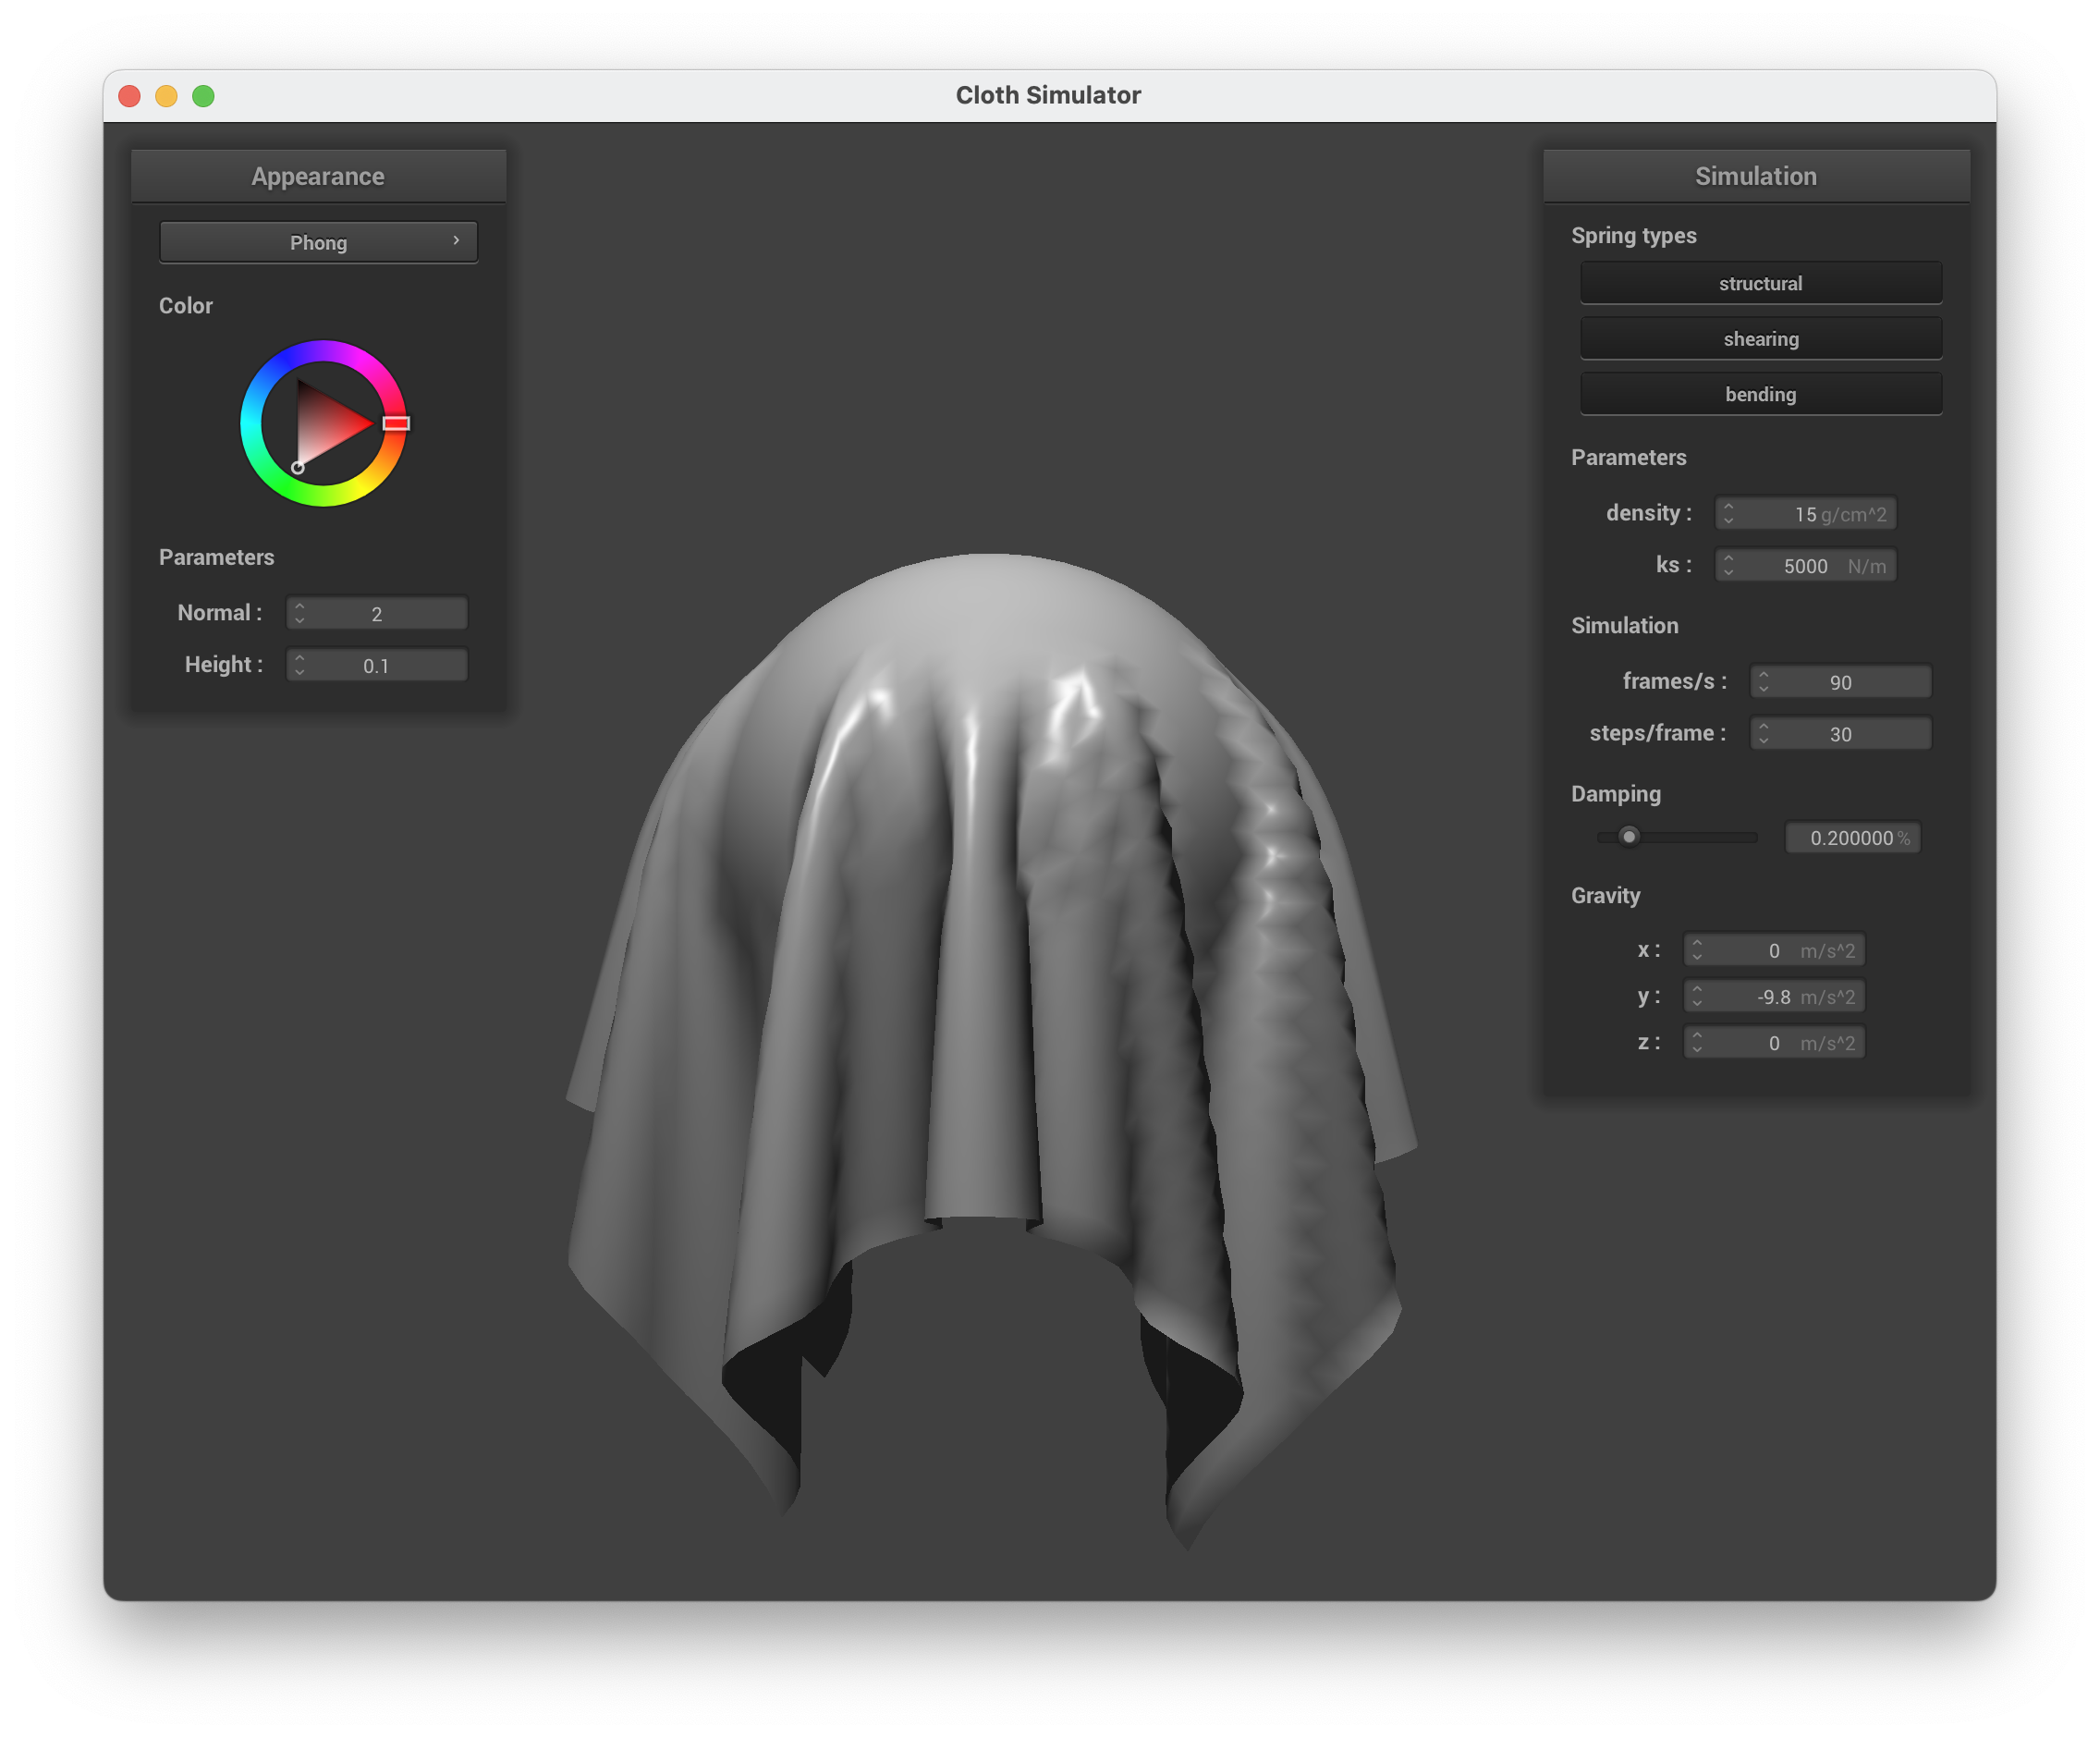 Cloth Simulator
Appearance
Phong
Color
Parameters
Normal : 2
Height : 0.1
Simulation
Spring types
structural
shearing
bending
Parameters
density : 15 g/cm^2
ks : 5000 N/m
Simulation
frames/s : 90
steps/frame : 30
Damping
0.200000 %
Gravity
x : 0 m/s^2
y : -9.8 m/s^2
z : 0 m/s^2